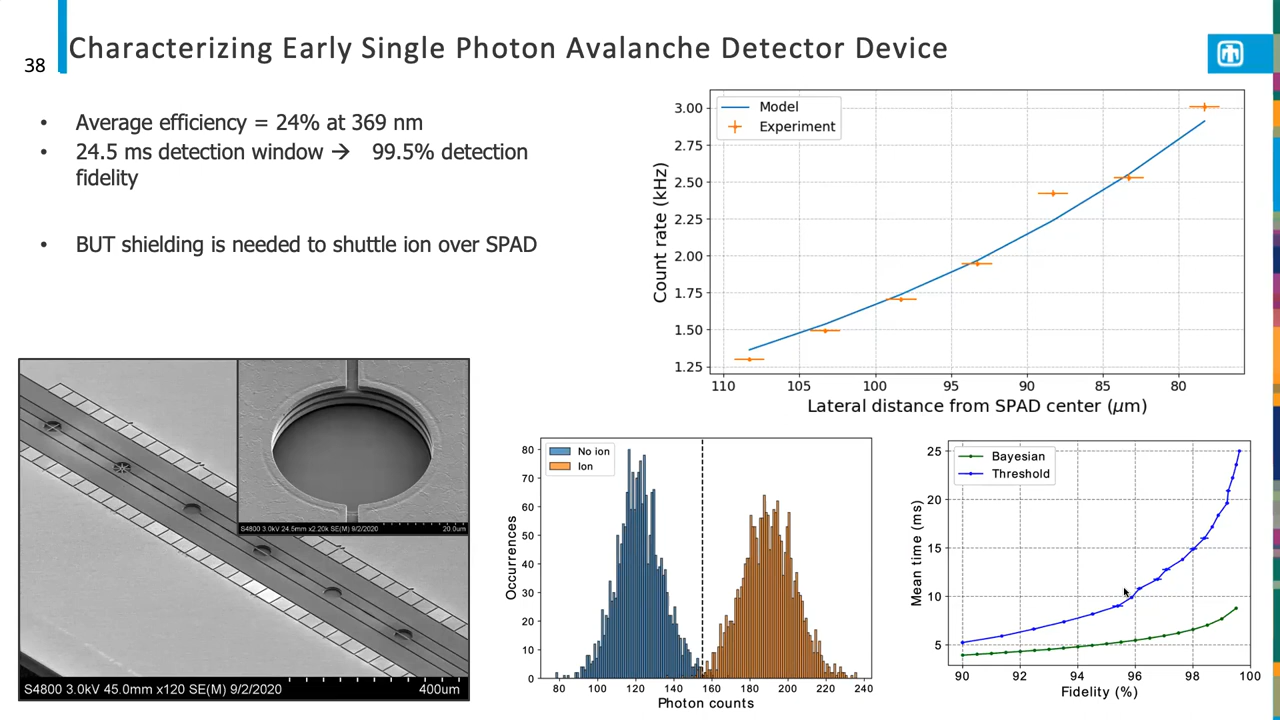 Characterizing Early Single Photon Avalanche Detector Device
38
• Average efficiency = 24% at 369 nm
• 24.5 ms detection window → 99.5% detection
fidelity
• BUT shielding is needed to shuttle ion over SPAD
Model
Experiment
3.00
2.75
2.50
2.25
2.00
1.75
1.50
1.25
Count rate (kHz)
110 105 100 95 90 85 80
Lateral distance from SPAD center (μm)
S4800 3.0kV 24.5mm x2.20k SE(M) 9/2/2020 20.0um
S4800 3.0kV 45.0mm x120 SE(M) 9/2/2020 400um
No ion
Ion
80
70
60
50
40
30
20
10
0
Occurrences
80 100 120 140 160 180 200 220 240
Photon counts
Bayesian
Threshold
25
20
15
10
5
Mean time (ms)
90 92 94 96 98 100
Fidelity (%)